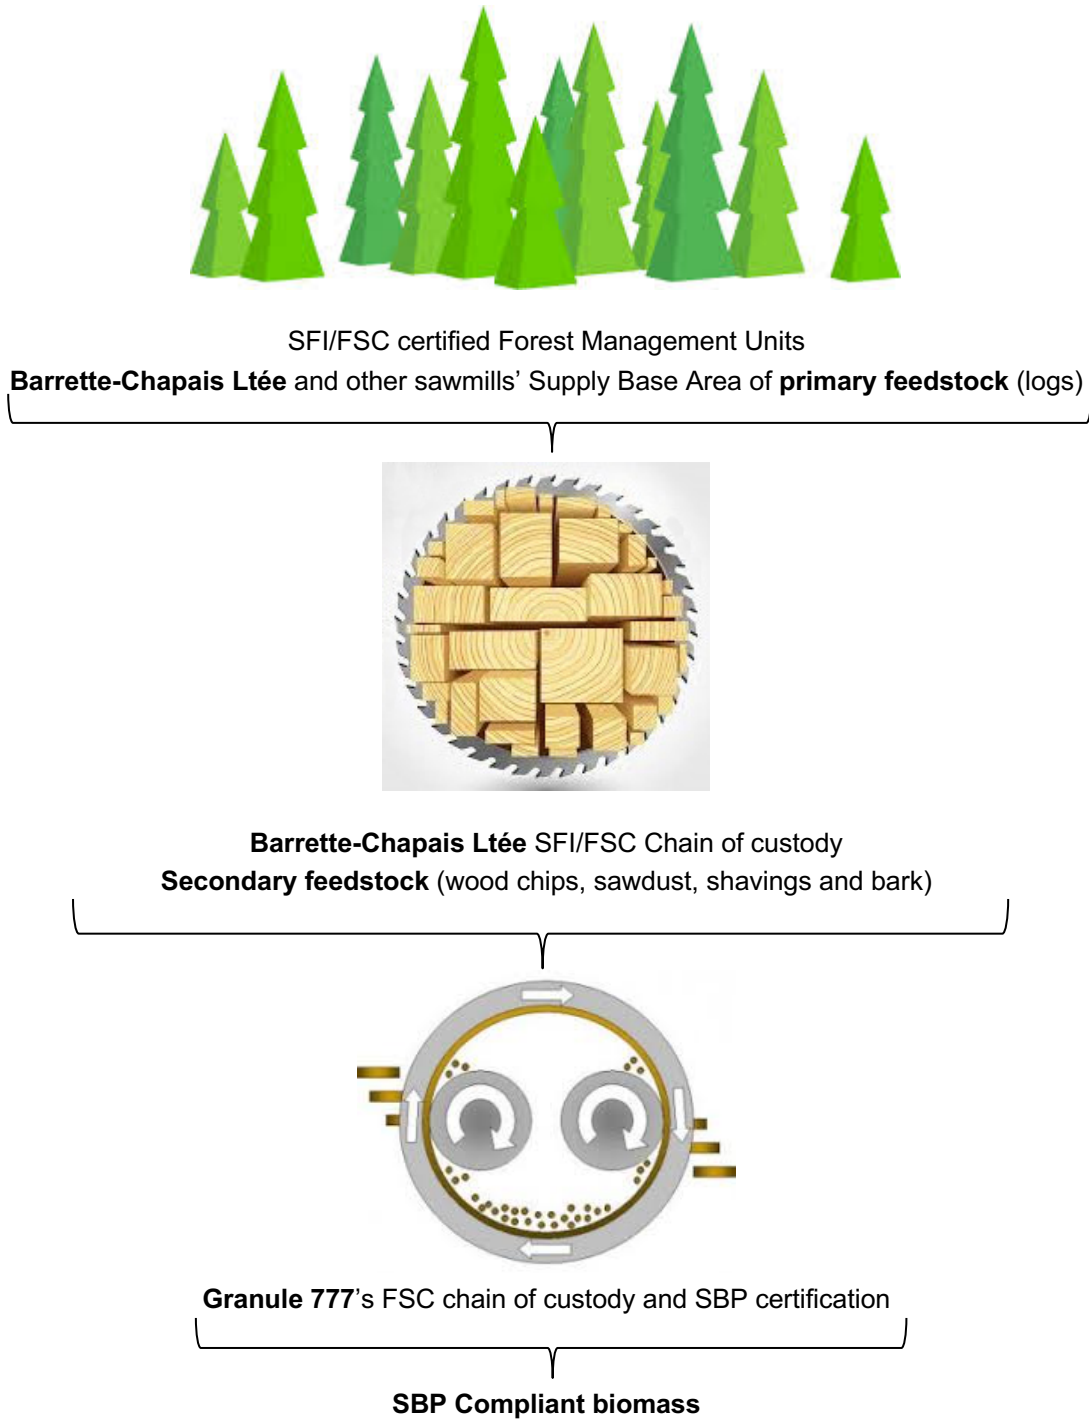 SFI/FSC certified Forest Management Units
Barrette-Chapais Ltée and other sawmills’ Supply Base Area of primary feedstock (logs)
Barrette-Chapais Ltée SFI/FSC Chain of custody
Secondary feedstock (wood chips, sawdust, shavings and bark)
Granule 777’s FSC chain of custody and SBP certification
SBP Compliant biomass